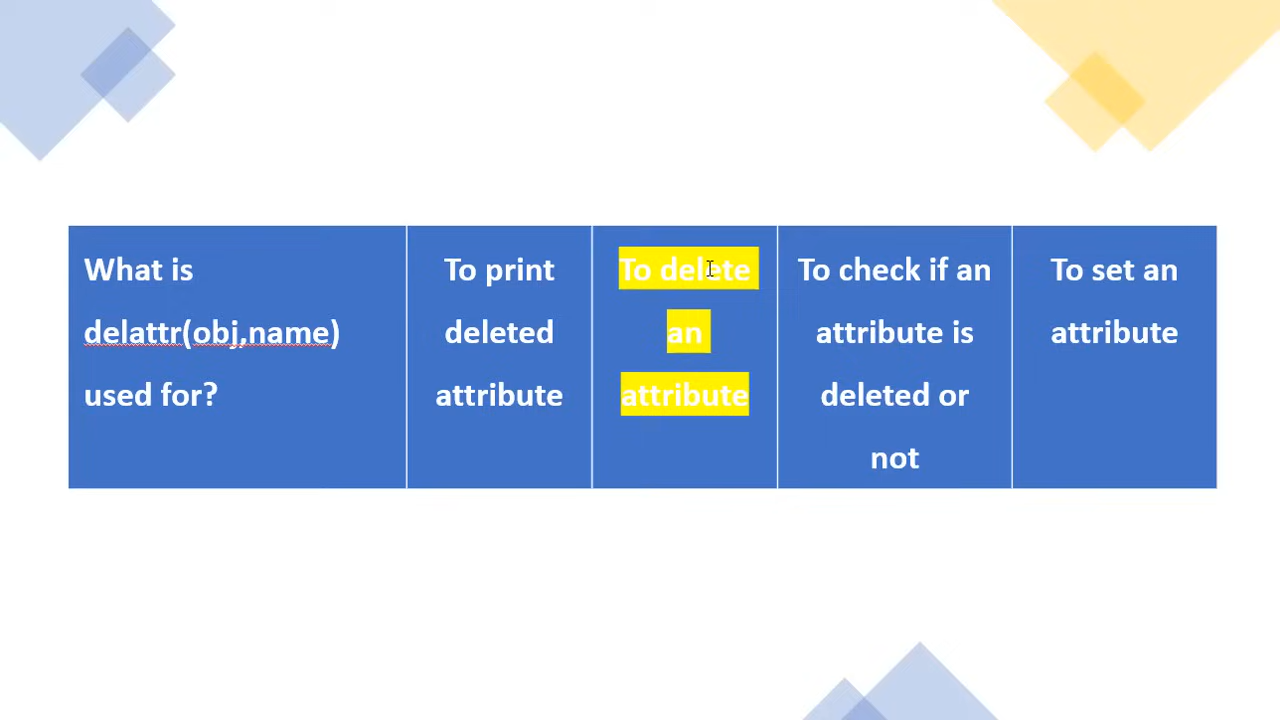 What is
delattr(obj,name)
used for?
To print
deleted
attribute
To delete
an
attribute
To check if an
attribute is
deleted or
not
To set an
attribute